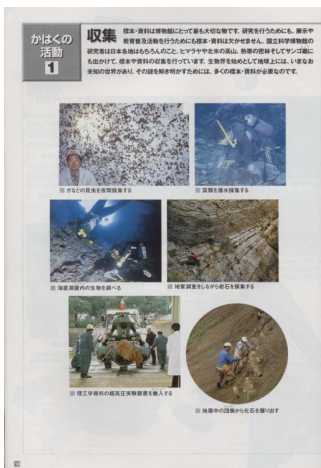 かはくの
活動
1
収集
標本・資料は博物館にとって最も大切な物です。研究を行うためにも、展示や
教育普及活動を行うためにも標本・資料は欠かせません。国立科学博物館の
研究者は日本各地はもちろんのこと、ヒマラヤや北米の高山、熱帯の密林そしてサンゴ礁に
も出かけて、標本や資料の収集を行っています。生物界を始めとして地球上には、いまなお
未知の世界があり、その謎を解き明かすためには、多くの標本・資料が必要なのです。
ガなどの昆虫を夜間採集する
貝類を潜水採集する
海底洞窟内の生物を調べる
地質調査をしながら岩石を採集する
理工学資料の超高圧実験装置を搬入する
地層中の団塊から化石を掘り出す